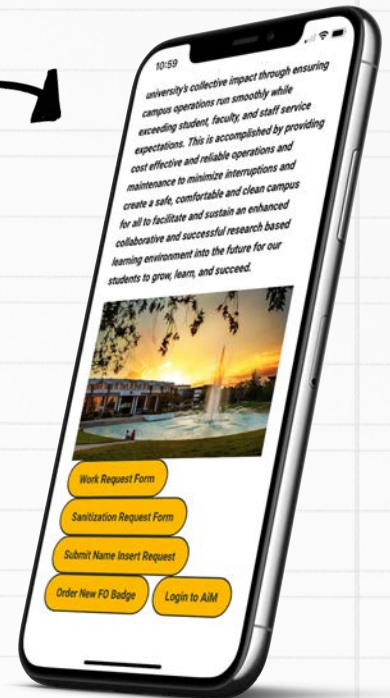 10:59
university's collective impact through ensuring
campus operations run smoothly while
exceeding student, faculty, and staff service
expectations. This is accomplished by providing
cost effective and reliable operations and
maintenance to minimize interruptions and
create a safe, comfortable and clean campus
for all to facilitate and sustain an enhanced
collaborative and successful research based
learning environment into the future for our
students to grow, learn, and succeed.
Work Request Form
Sanitization Request Form
Submit Name Insert Request
Order New FO Badge Login to AiM